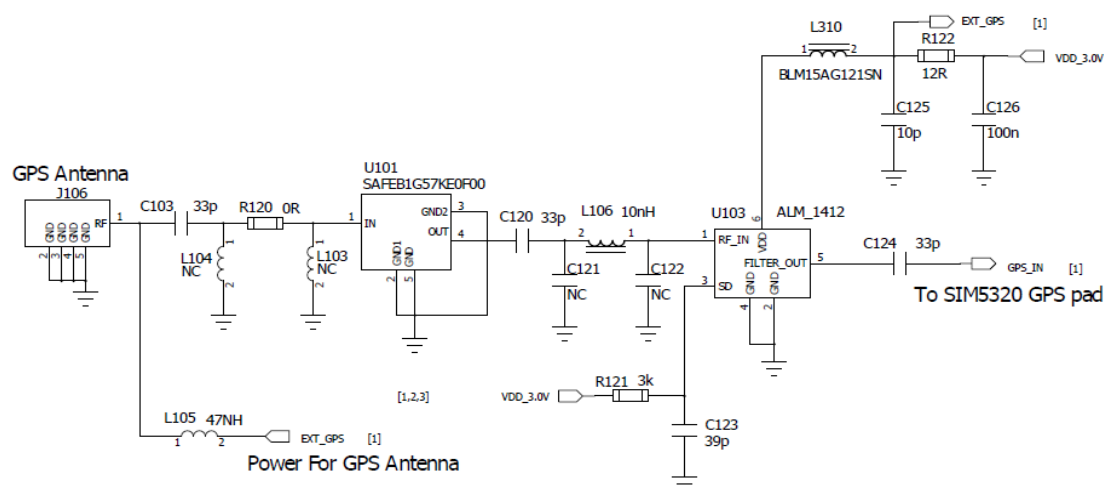 EXT_GPS [1]
L310
1 2
BLM15AG121SN
R122
12R
VDD_3.0V
C125
10p
C126
100n
GPS Antenna
J106
RF 1
GND GND GND GND
2 3 4 5
C103 33p
R120 0R
L104
NC
1
2
L103
NC
1
2
U101
SAFEB1G57KE0F00
1 IN
GND2 3
OUT 4
GND1
GND
2 5
C120 33p
L106 10nH
2 1
C121
NC
C122
NC
U103 ALM_1412
6
VDD
1 RF_IN
FILTER_OUT 5
3 SD
GND
GND
4 2
C124 33p
GPS_IN [1]
To SIM5320 GPS pad
[1,2,3]
VDD_3.0V
R121 3k
C123
39p
L105 47NH
1 2
EXT_GPS [1]
Power For GPS Antenna